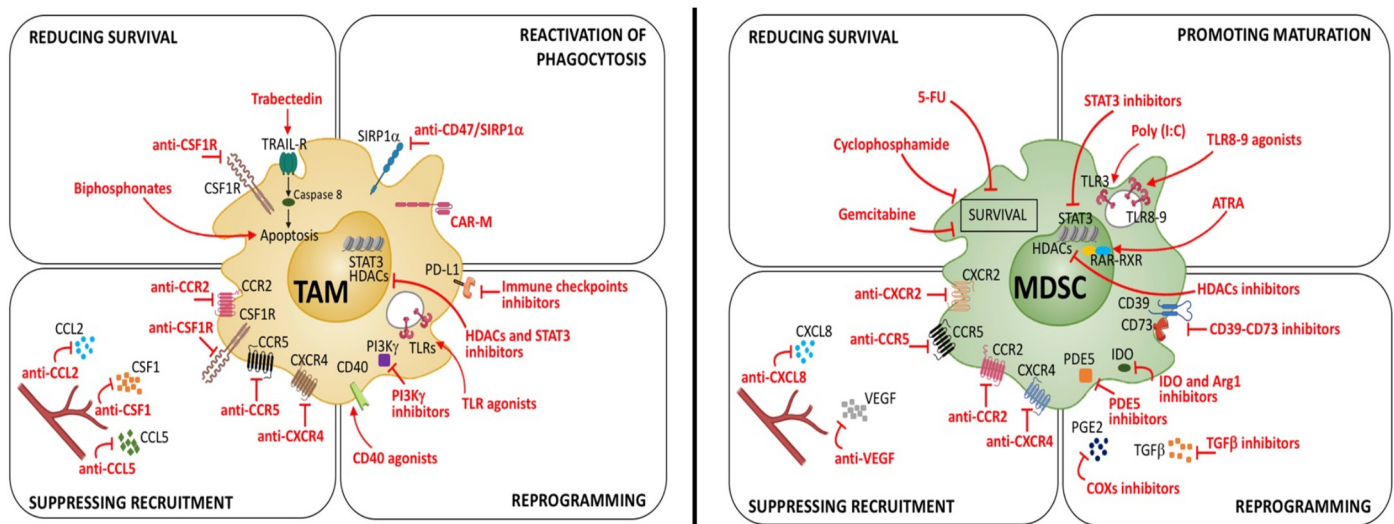 REDUCING SURVIVAL
REACTIVATION OF
PHAGOCYTOSIS
Trabectedin
anti-CSF1R
TRAIL-R
SIRP1α
anti-CD47/SIRP1α
CSF1R
Biphosphonates
Caspase 8
CAR-M
Apoptosis
STAT3
HDACs
TAM
PD-L1
Immune checkpoints
inhibitors
anti-CCR2
CCR2
anti-CSF1R
CSF1R
HDACs and STAT3
inhibitors
CCL2
CCR5
CXCR4
CD40
PI3Kγ
TLRs
anti-CCL2
CSF1
PI3Kγ
inhibitors
TLR agonists
anti-CSF1
anti-CCR5
anti-CXCR4
CCL5
anti-CCL5
CD40 agonists
SUPPRESSING RECRUITMENT
REPROGRAMMING
REDUCING SURVIVAL
PROMOTING MATURATION
5-FU
STAT3 inhibitors
Poly (I:C)
Cyclophosphamide
TLR8-9 agonists
TLR3
Gemcitabine
SURVIVAL
STAT3
TLR8-9
ATRA
HDACs
RAR-RXR
CXCR2
MDSC
anti-CXCR2
HDACs inhibitors
CD39
CD73
CD39-CD73 inhibitors
CXCL8
anti-CCR5
CCR5
CCR2
CXCR4
PDE5
IDO
anti-CXCL8
IDO and Arg1
inhibitors
VEGF
anti-CCR2
PDE5
inhibitors
anti-CXCR4
anti-VEGF
PGE2
TGFβ
TGFβ inhibitors
COXs inhibitors
SUPPRESSING RECRUITMENT
REPROGRAMMING